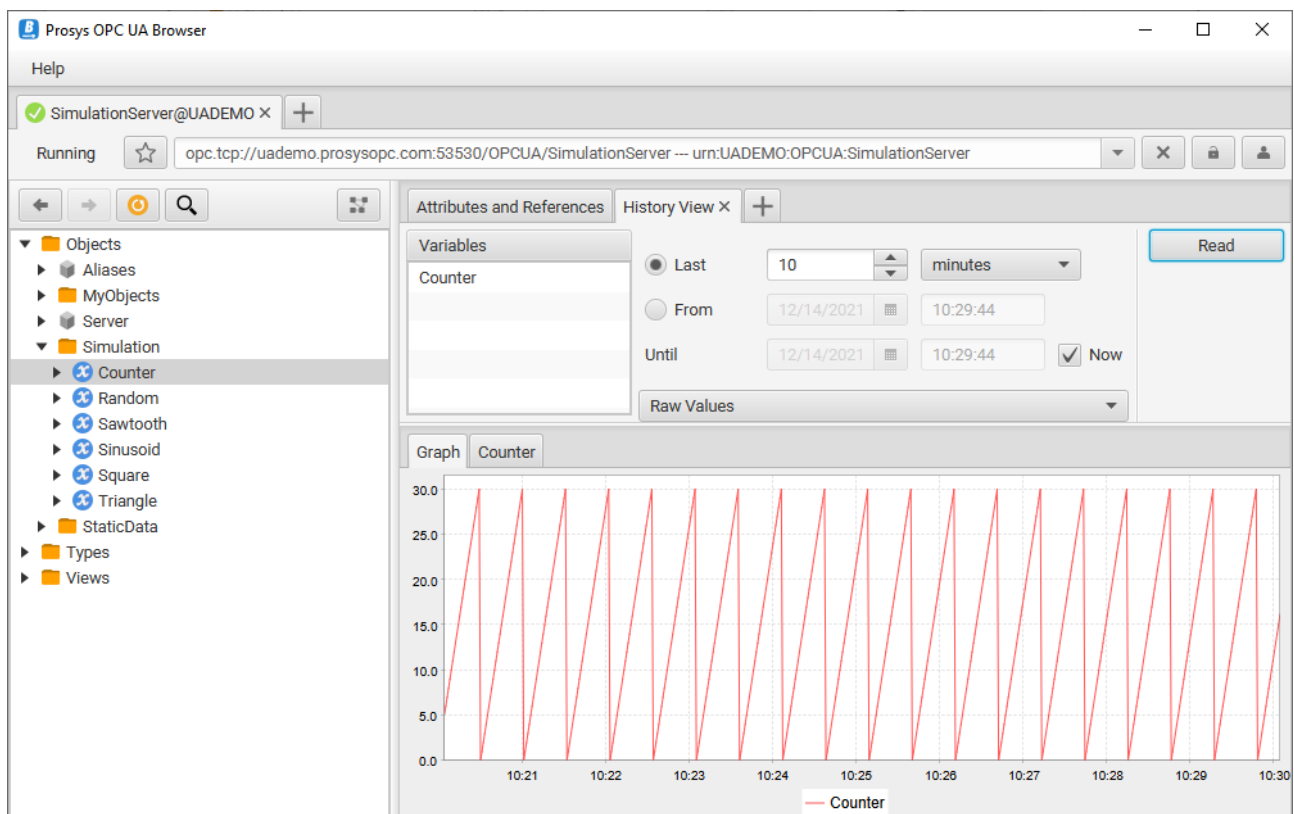 Prosys OPC UA Browser
Help
SimulationServer@UADEMO
Running opc.tcp://uademo.prosysopc.com:53530/OPCUA/SimulationServer --- urn:UADEMO:OPCUA:SimulationServer
Objects
Aliases
MyObjects
Server
Simulation
Counter
Random
Sawtooth
Sinusoid
Square
Triangle
StaticData
Types
Views
Attributes and References History View
Variables
Counter
Last 10 minutes
From 12/14/2021 10:29:44
Until 12/14/2021 10:29:44 Now
Raw Values
Read
Graph Counter
30.0
25.0
20.0
15.0
10.0
5.0
0.0
10:21 10:22 10:23 10:24 10:25 10:26 10:27 10:28 10:29 10:30
Counter